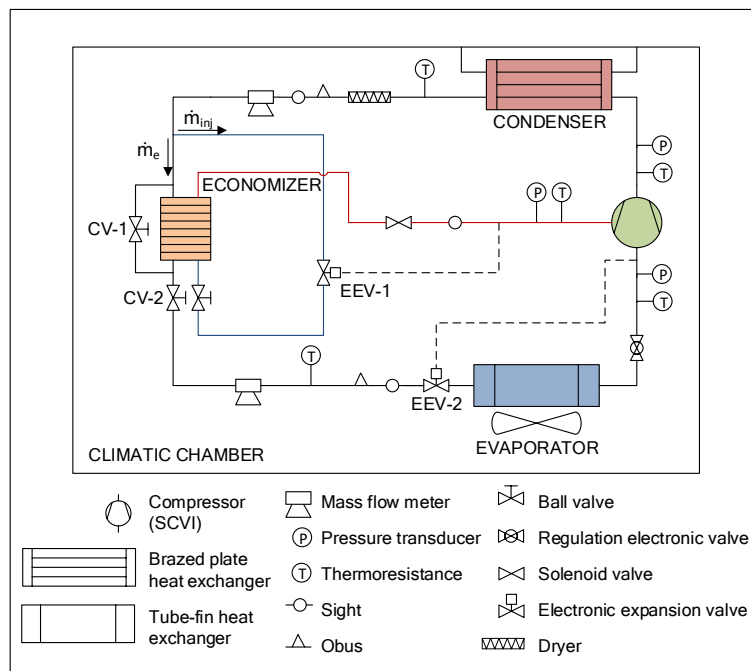 T
CONDENSER
ṁinj
ṁe
P
T
ECONOMIZER
P
T
CV-1
CV-2
EEV-1
P
T
T
EEV-2
EVAPORATOR
CLIMATIC CHAMBER
Compressor
(SCVI)
Brazed plate
heat exchanger
Tube-fin heat
exchanger
Mass flow meter
P
Pressure transducer
T
Thermoresistance
Sight
Obus
Ball valve
Regulation electronic valve
Solenoid valve
Electronic expansion valve
Dryer